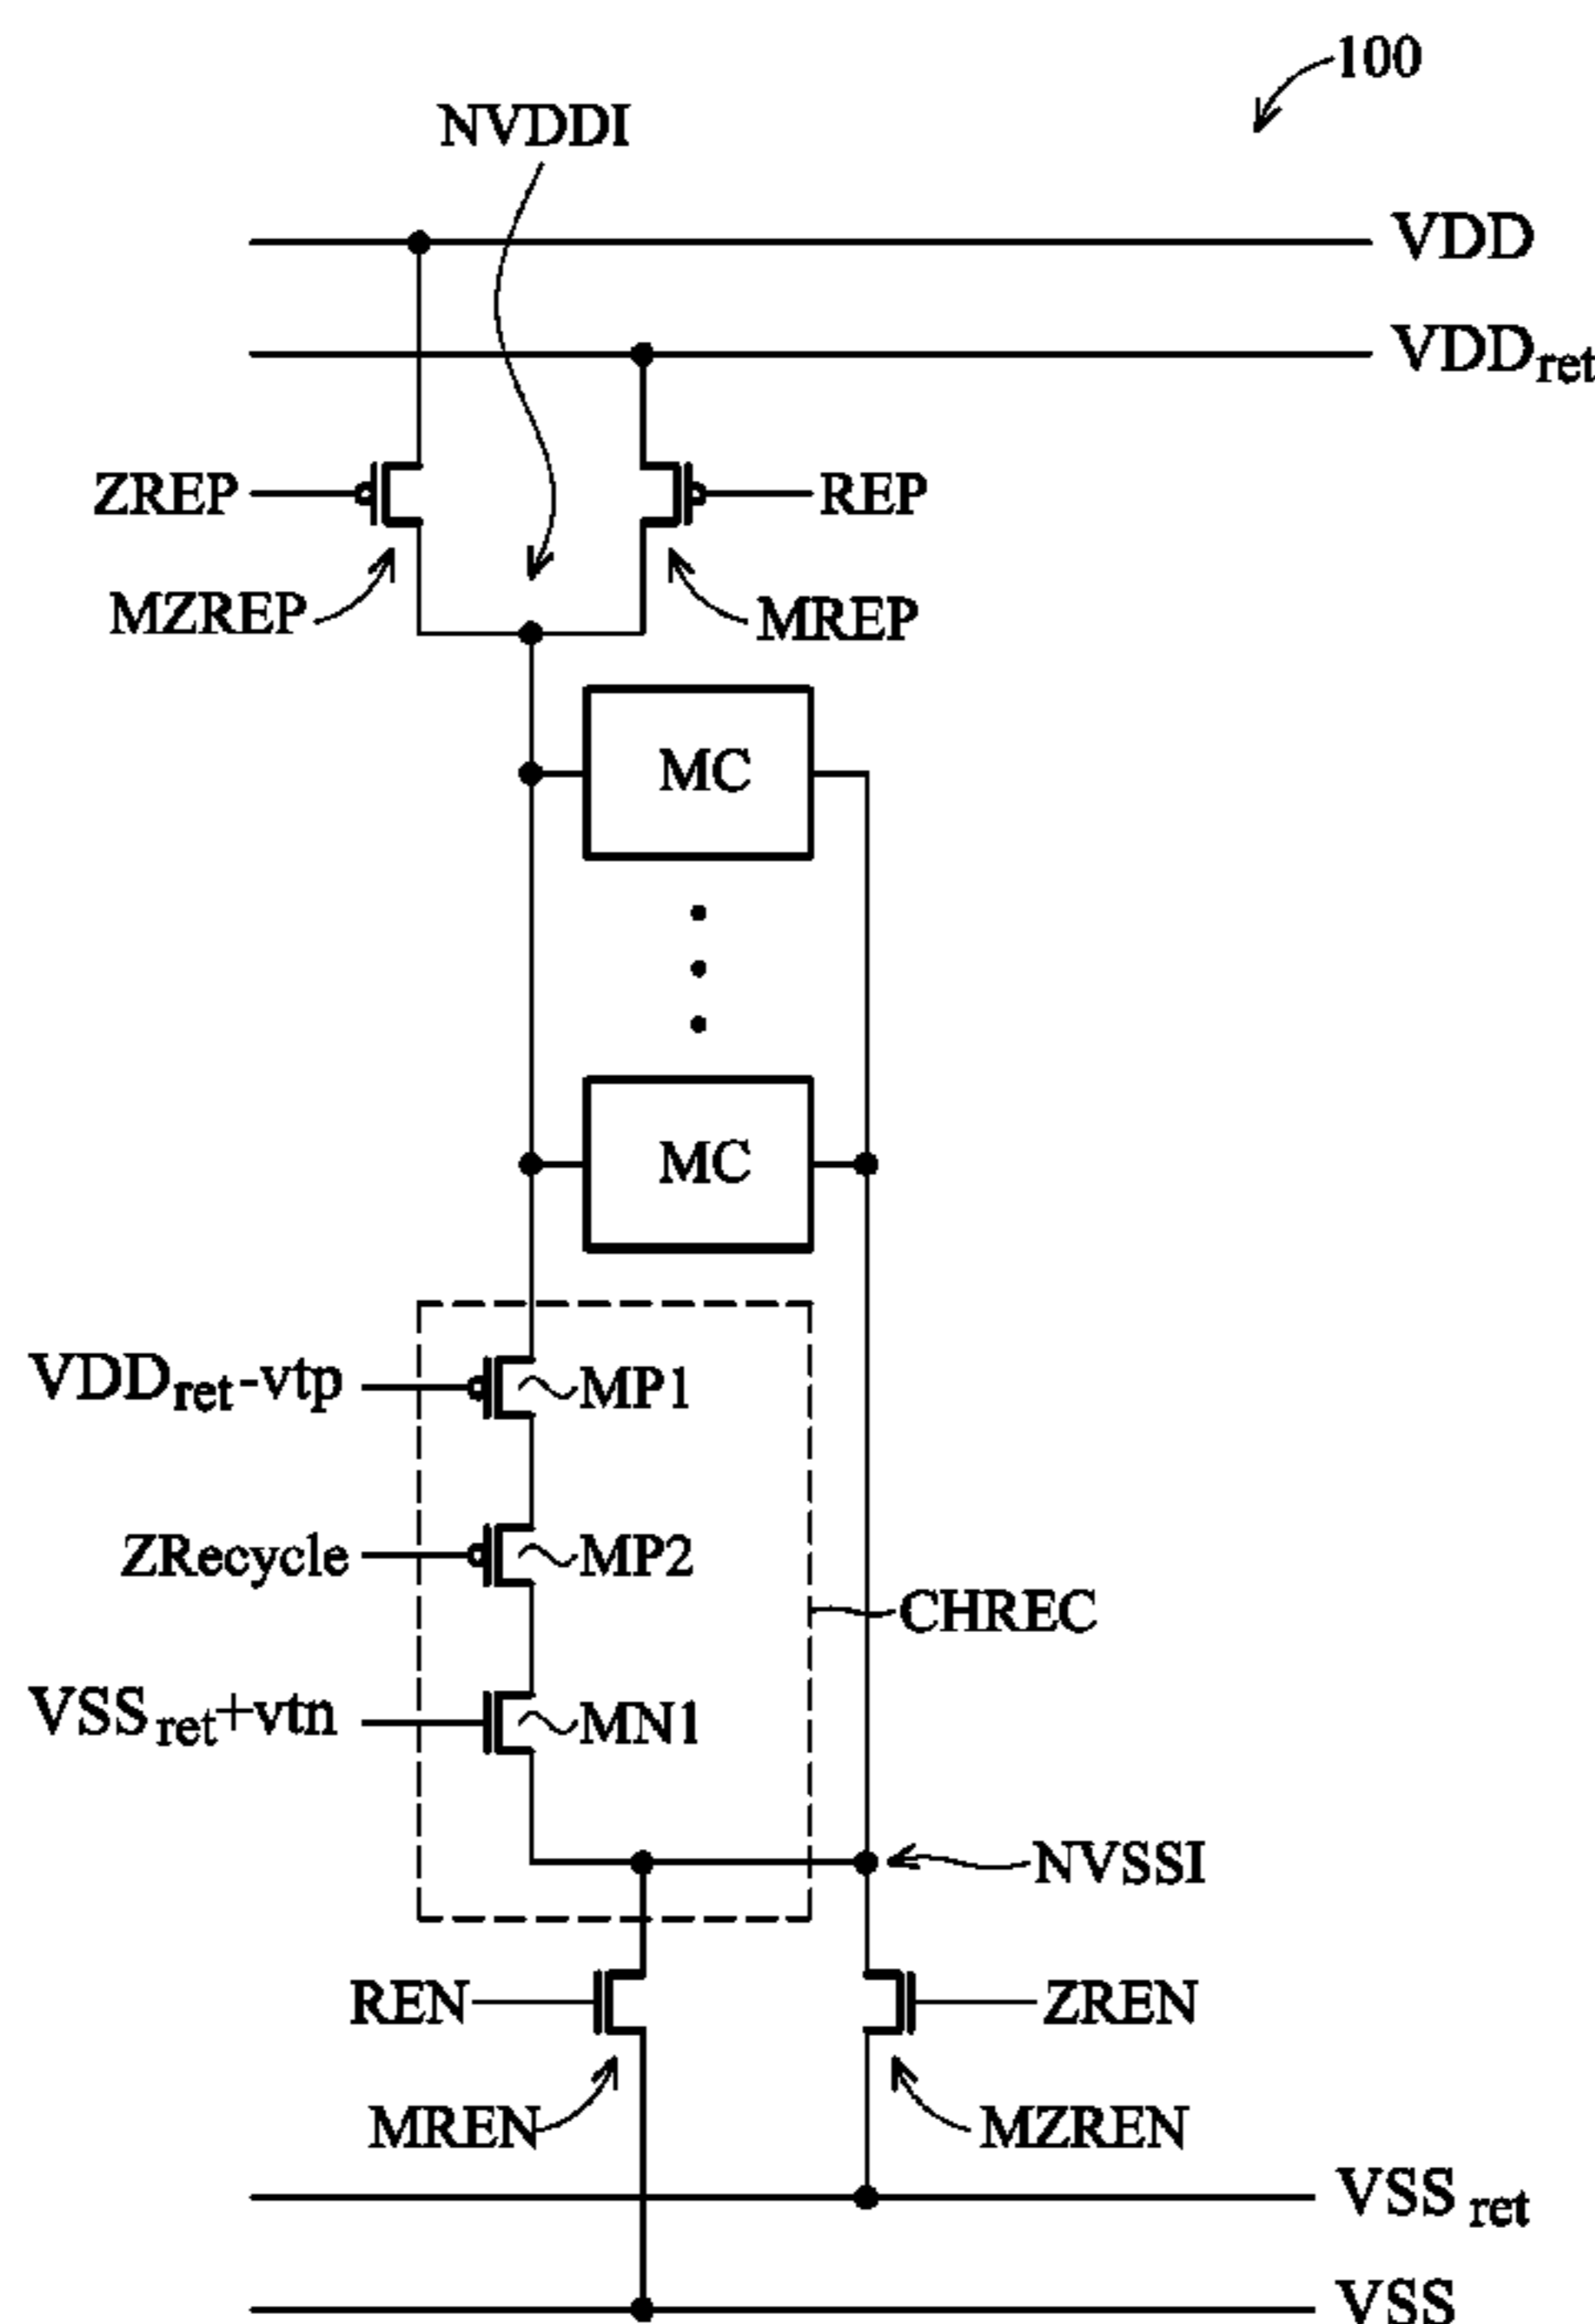 100
NVDDI
VDD
VDDret
ZREP
REP
MZREP
MREP
MC
MC
VDDret-vtp
MP1
ZRecycle
MP2
CHREC
VSSret+vtn
MN1
NVSSI
REN
ZREN
MREN
MZREN
VSS ret
VSS